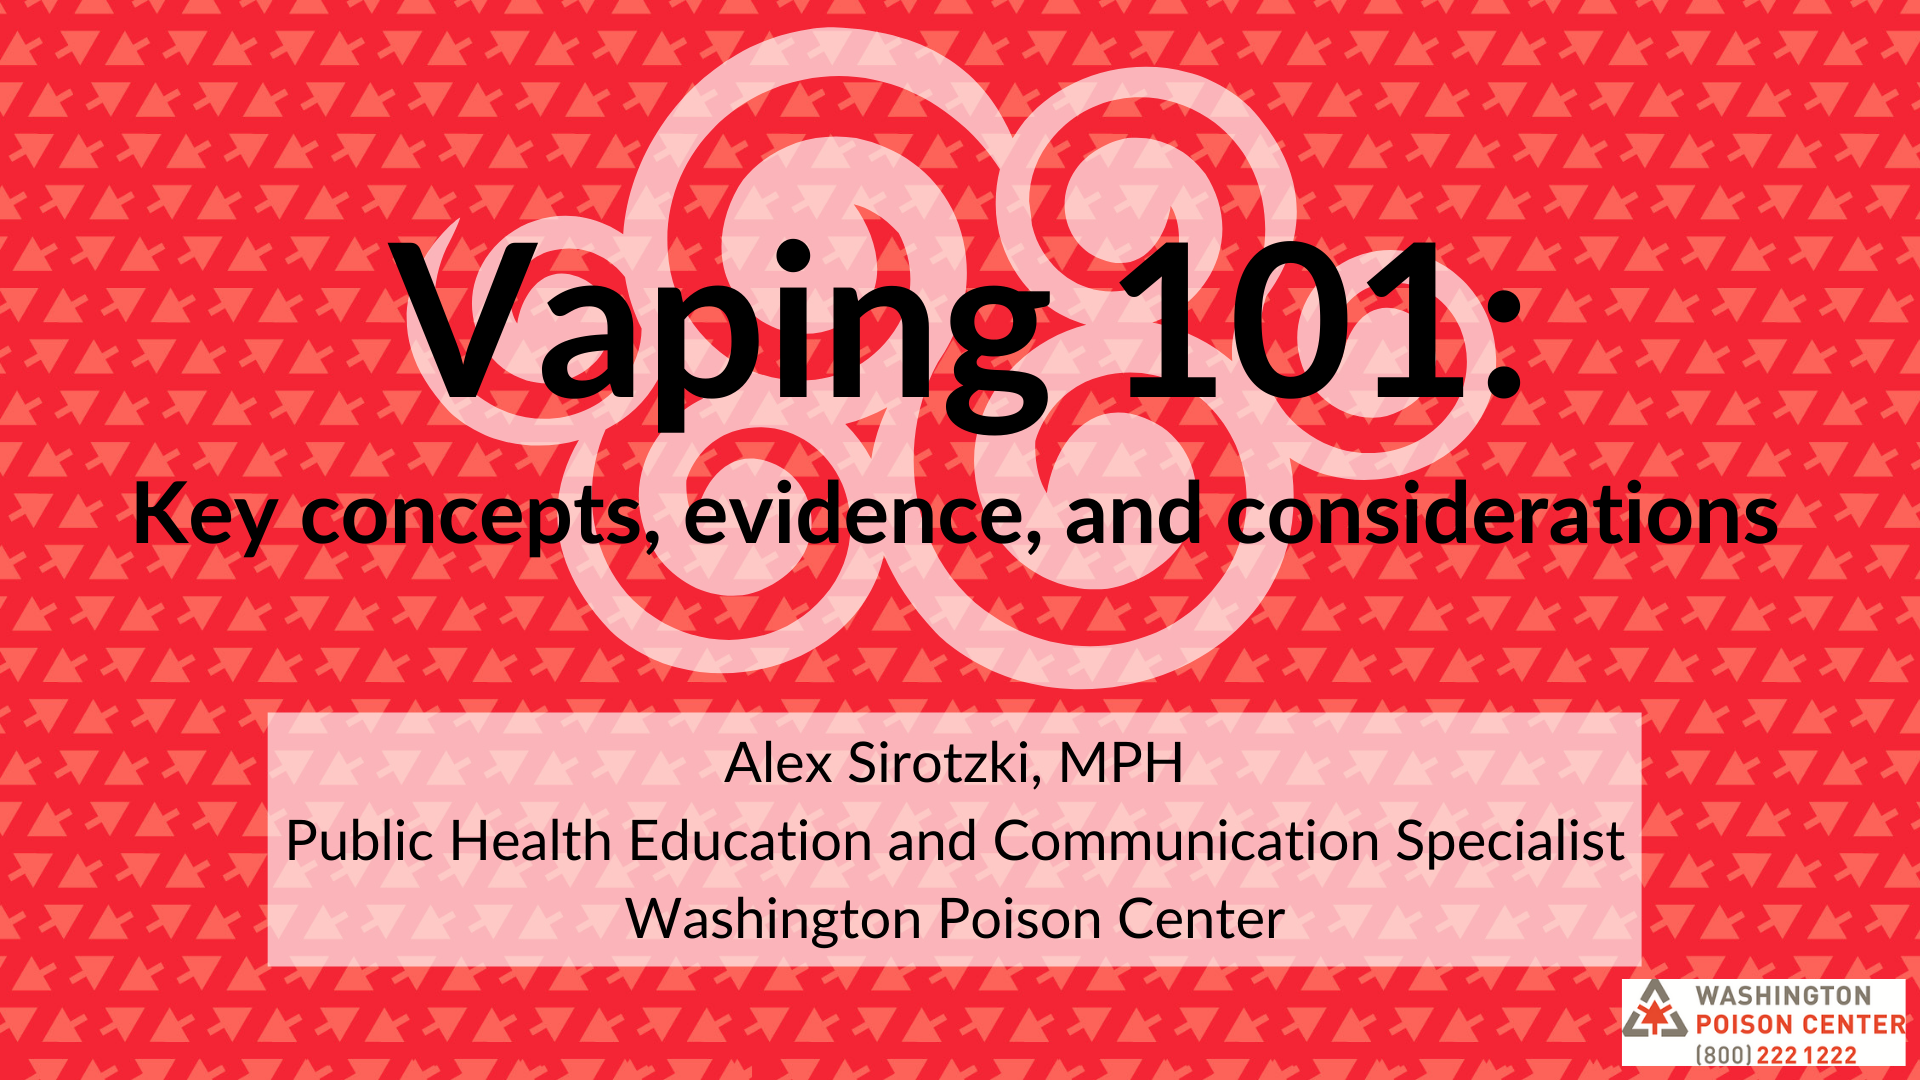 Vaping 101:
Key concepts, evidence, and considerations
Alex Sirotzki, MPH
Public Health Education and Communication Specialist
Washington Poison Center
WASHINGTON
POISON CENTER
(800) 222 1222